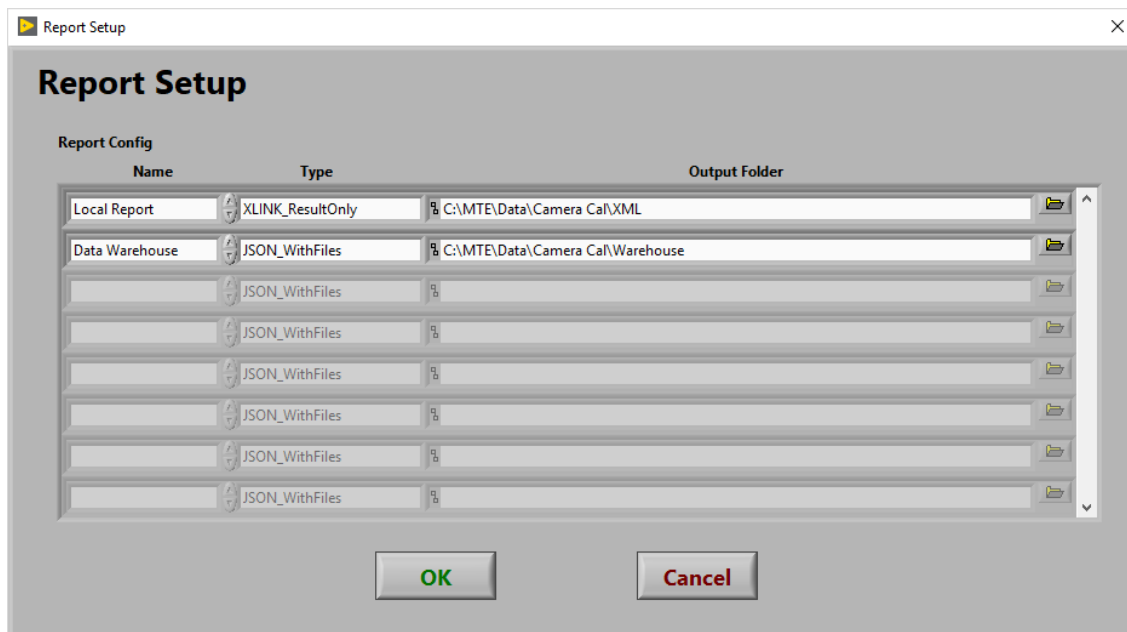 Report Setup
Report Setup
Report Config
Name Type Output Folder
Local Report XLINK_ResultOnly C:\MTE\Data\Camera Cal\XML
Data Warehouse JSON_WithFiles C:\MTE\Data\Camera Cal\Warehouse
JSON_WithFiles
JSON_WithFiles
JSON_WithFiles
JSON_WithFiles
JSON_WithFiles
JSON_WithFiles
OK Cancel